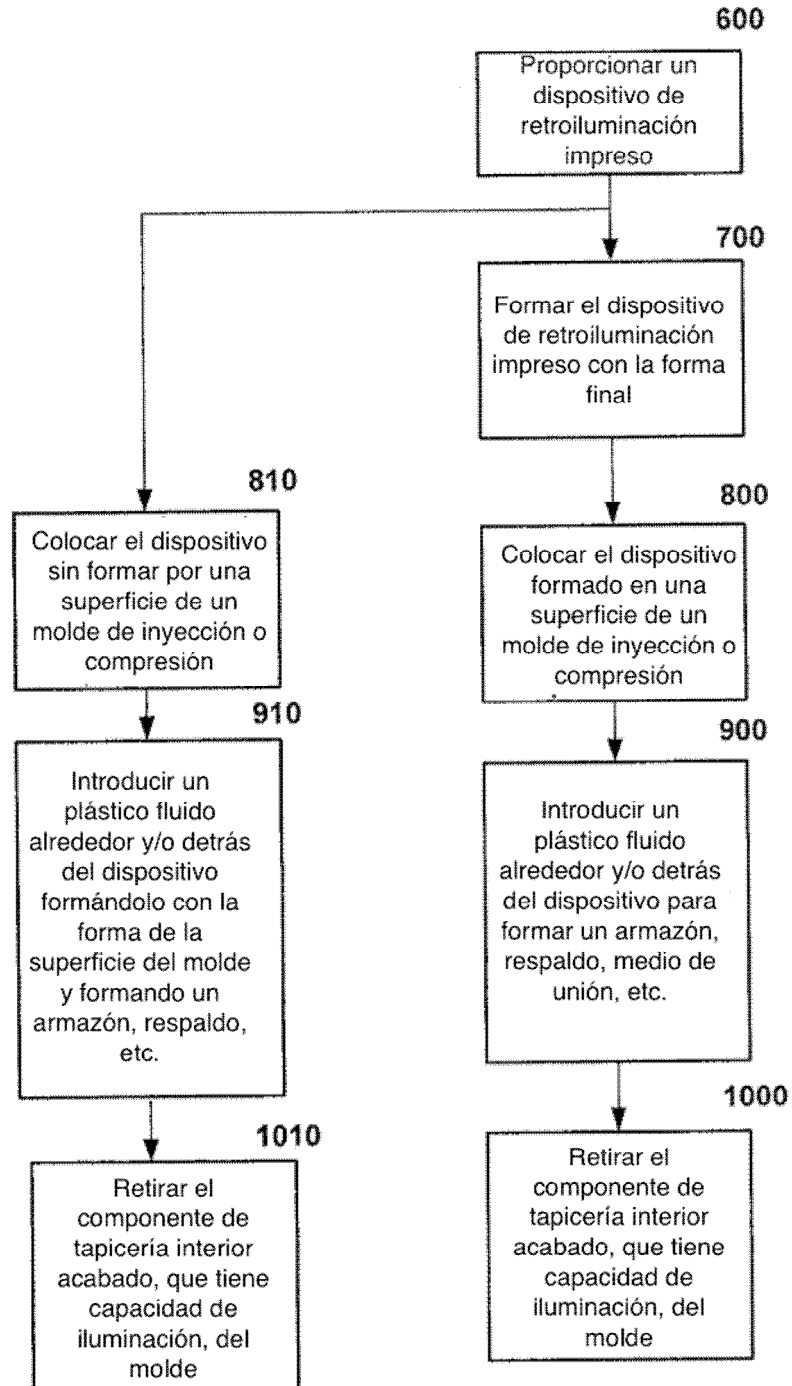 600
Proporcionar un
dispositivo de
retroiluminación
impreso
700
Formar el dispositivo
de retroiluminación
impreso con la forma
final
810
Colocar el dispositivo
sin formar por una
superficie de un
molde de inyección o
compresión
800
Colocar el dispositivo
formado en una
superficie de un
molde de inyección o
compresión
910
Introducir un
plástico fluido
alrededor y/o detrás
del dispositivo
formándolo con la
forma de la
superficie del molde
y formando un
armazón, respaldo,
etc.
900
Introducir un
plástico fluido
alrededor y/o detrás
del dispositivo para
formar un armazón,
respaldo, medio de
unión, etc.
1010
Retirar el
componente de
tapicería interior
acabado, que tiene
capacidad de
iluminación, del
molde
1000
Retirar el
componente de
tapicería interior
acabado, que tiene
capacidad de
iluminación, del
molde